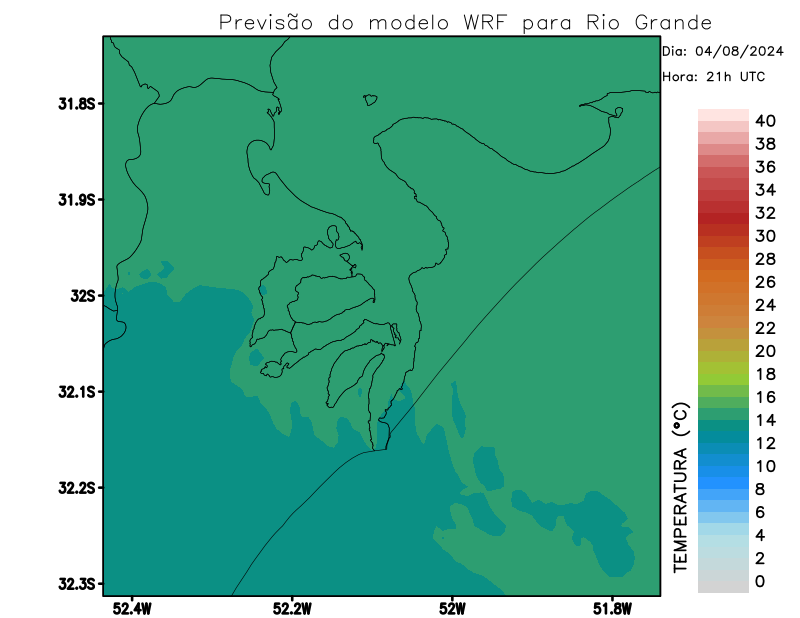 Previsão do modelo WRF para Rio Grande
Dia: 04/08/2024
Hora: 21h UTC
31.8S
31.9S
32S
32.1S
32.2S
32.3S
52.4W
52.2W
52W
51.8W
TEMPERATURA (°C)
40
38
36
34
32
30
28
26
24
22
20
18
16
14
12
10
8
6
4
2
0